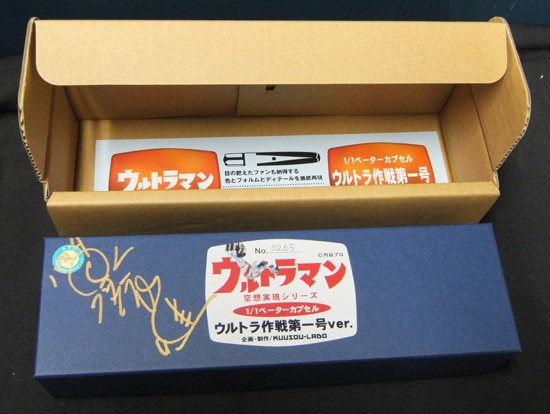 ウルトラマン
目の肥えたファンも納得する
色とフォルムとディテールを徹底再現
1/1ベーターカプセル
ウルトラ作戦第一号
No. 0265
©円谷プロ
ウルトラマン
空想実現シリーズ
1/1ベーターカプセル
ウルトラ作戦第一号ver.
企画・制作/KUUSOU-LABO